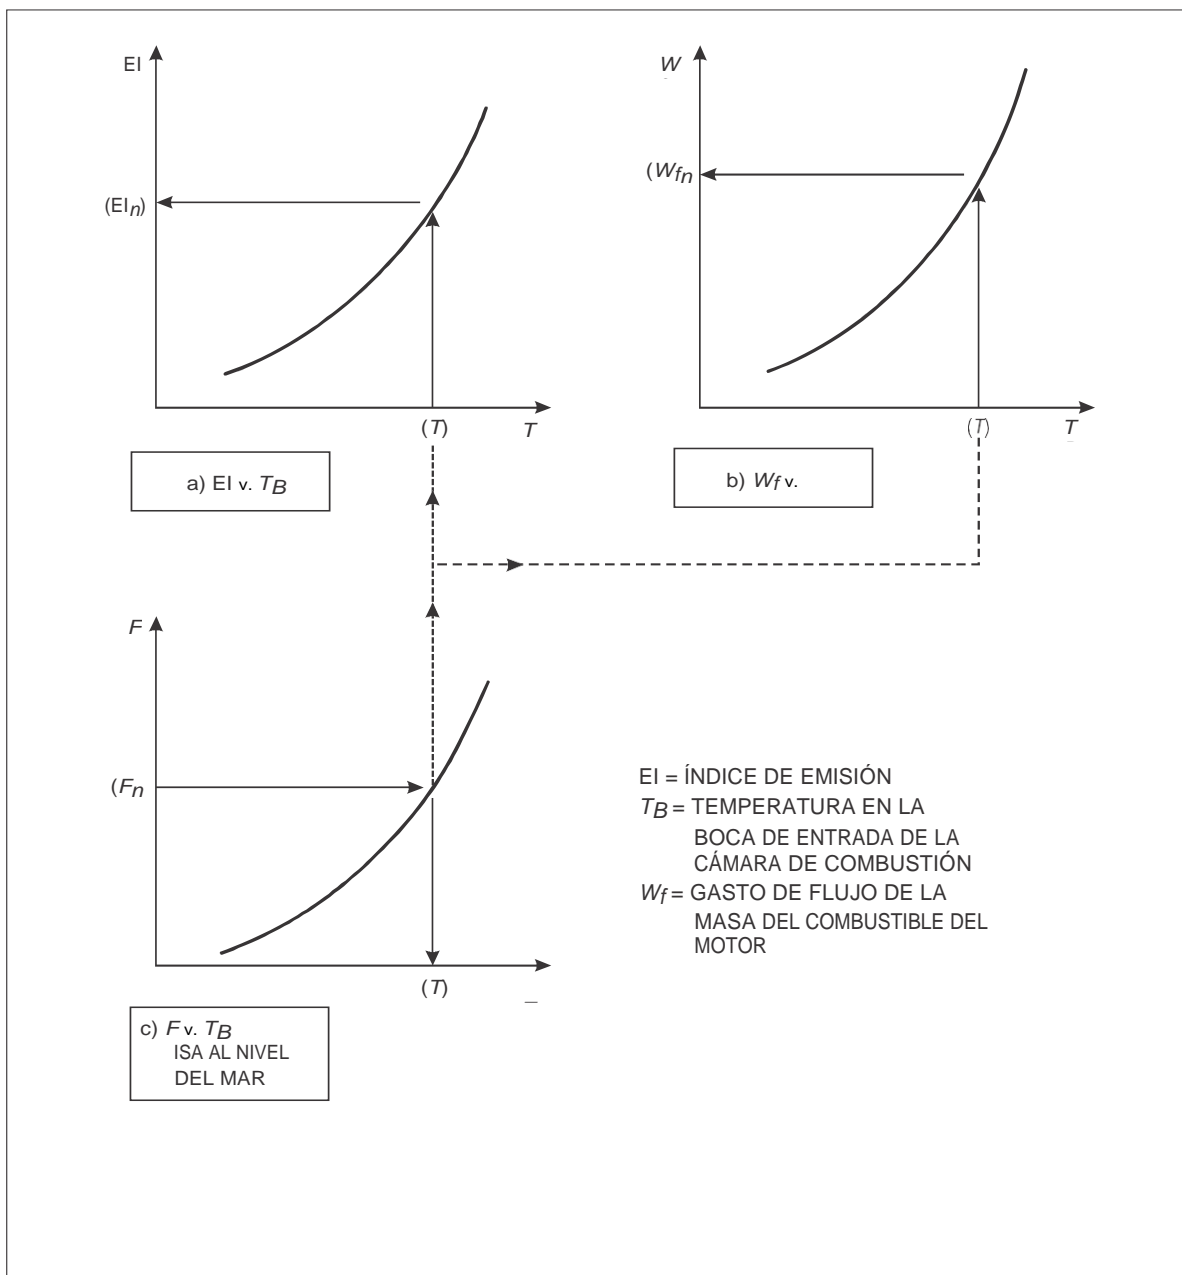 EI
(EIn)
(T)
T
a) EI v. TB
W
(Wfn
(T)
T
b) Wf v.
F
(Fn
(T)
c) F v. TB
ISA AL NIVEL
DEL MAR
EI = ÍNDICE DE EMISIÓN
TB = TEMPERATURA EN LA
BOCA DE ENTRADA DE LA
CÁMARA DE COMBUSTIÓN
Wf = GASTO DE FLUJO DE LA
MASA DEL COMBUSTIBLE DEL
MOTOR